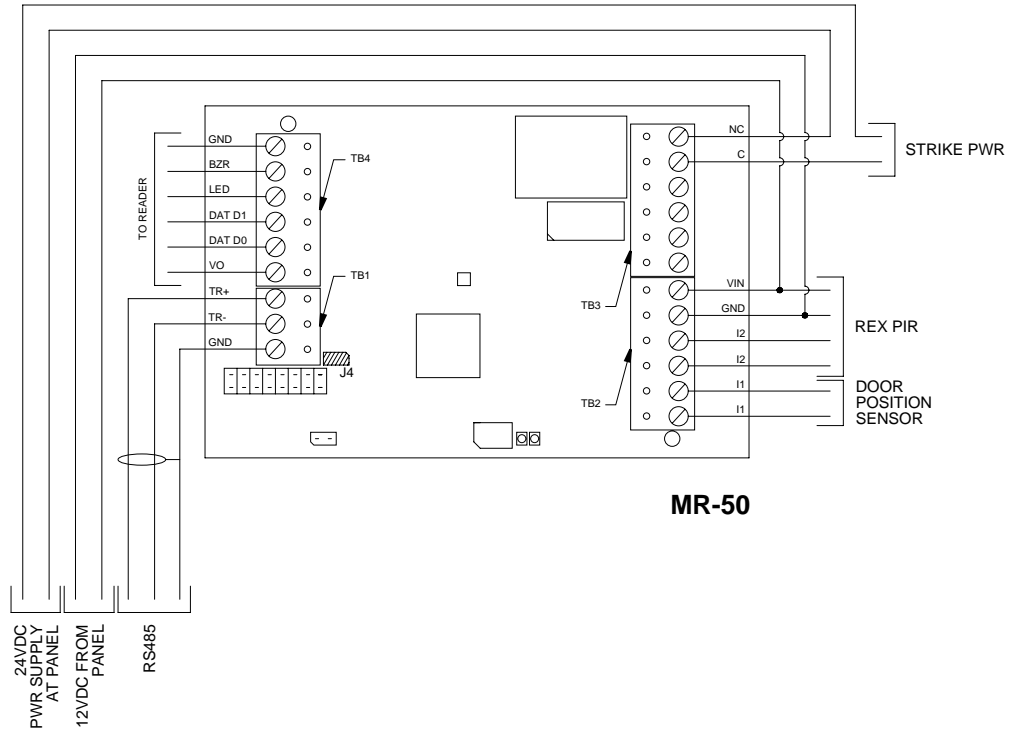 GND
BZR
LED
DAT D1
DAT D0
VO
TO READER
TR+
TR-
GND
TB4
TB1
J4
NC
C
STRIKE PWR
TB3
VIN
GND
I2
I2
REX PIR
TB2
I1
I1
DOOR
POSITION
SENSOR
MR-50
24VDC
PWR SUPPLY
AT PANEL
12VDC FROM
PANEL
RS485